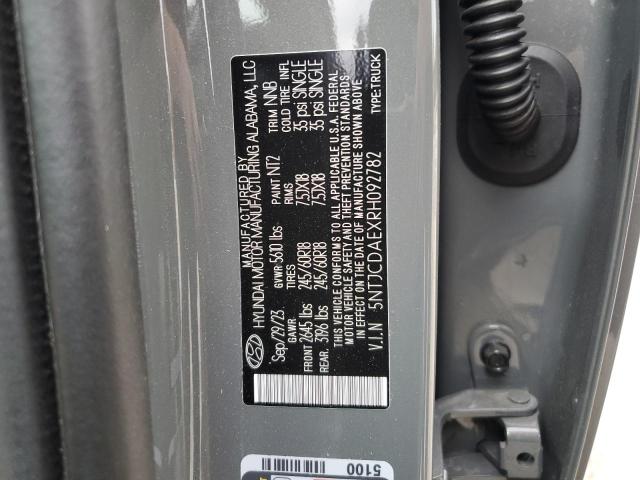 MANUFACTURED BY
HYUNDAI MOTOR MANUFACTURING ALABAMA, LLC
Sep/29/23 GVWR 5610 lbs PAINT NT2 TRIM NNB
GAWR TIRES RIMS COLD TIRE INFL
FRONT 2645 lbs 245/60R18 7.5JX18 35 psi SINGLE
REAR. 3196 lbs 245/60R18 7.5JX18 35 psi SINGLE
THIS VEHICLE CONFORMS TO ALL APPLICABLE U.S.A. FEDERAL
MOTOR VEHICLE SAFETY AND THEFT PREVENTION STANDARDS
IN EFFECT ON THE DATE OF MANUFACTURE SHOWN ABOVE
V.I.N 5NTJCDAEXRH092782 TYPE:TRUCK
5100